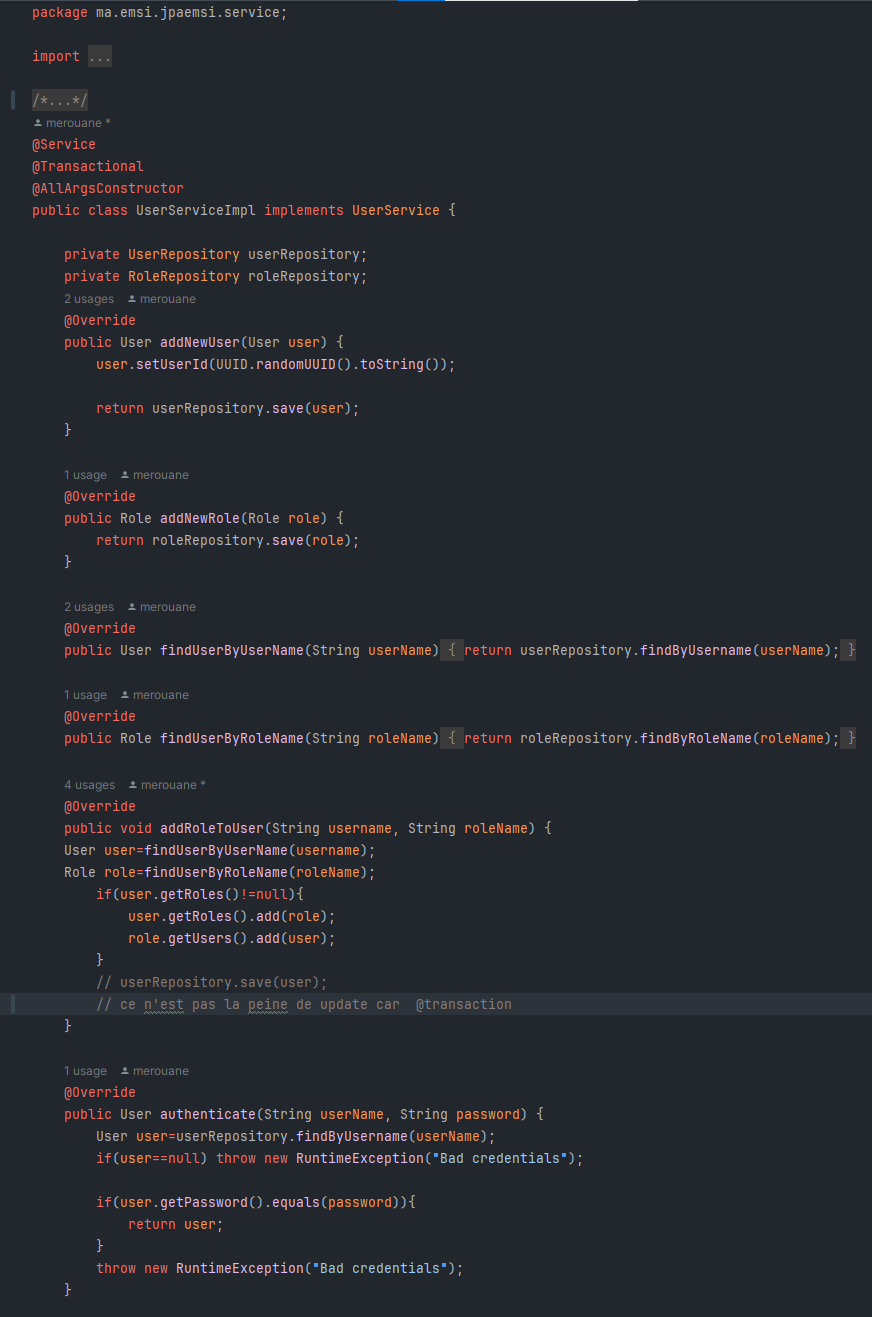 package ma.emsi.jpaemsi.service;
import ...
/*...*/
merouane *
@Service
@Transactional
@AllArgsConstructor
public class UserServiceImpl implements UserService {
private UserRepository userRepository;
private RoleRepository roleRepository;
2 usages merouane
@Override
public User addNewUser(User user) {
user.setUserId(UUID.randomUUID().toString());
return userRepository.save(user);
}
1 usage merouane
@Override
public Role addNewRole(Role role) {
return roleRepository.save(role);
}
2 usages merouane
@Override
public User findUserByUserName(String userName) { return userRepository.findByUsername(userName); }
1 usage merouane
@Override
public Role findUserByRoleName(String roleName) { return roleRepository.findByRoleName(roleName); }
4 usages merouane *
@Override
public void addRoleToUser(String username, String roleName) {
User user=findUserByUserName(username);
Role role=findUserByRoleName(roleName);
if(user.getRoles()!=null){
user.getRoles().add(role);
role.getUsers().add(user);
}
// userRepository.save(user);
// ce n'est pas la peine de update car  @transaction
}
1 usage merouane
@Override
public User authenticate(String userName, String password) {
User user=userRepository.findByUsername(userName);
if(user==null) throw new RuntimeException("Bad credentials");
if(user.getPassword().equals(password)){
return user;
}
throw new RuntimeException("Bad credentials");
}